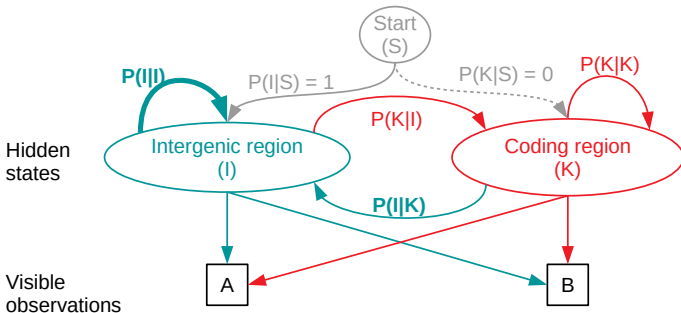 Start
(S)
P(I|I)
P(I|S) = 1
P(K|S) = 0
P(K|K)
P(K|I)
Hidden
states
Intergenic region
(I)
Coding region
(K)
P(I|K)
Visible
observations
A
B